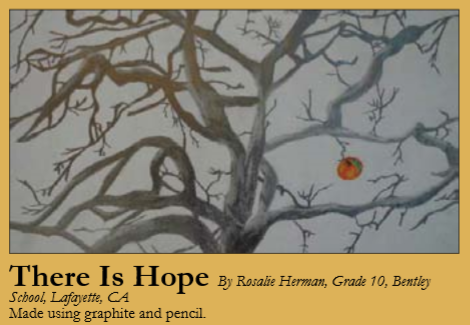 There Is Hope By Rosalie Herman, Grade 10, Bentley
School, Lafayette, CA
Made using graphite and pencil.